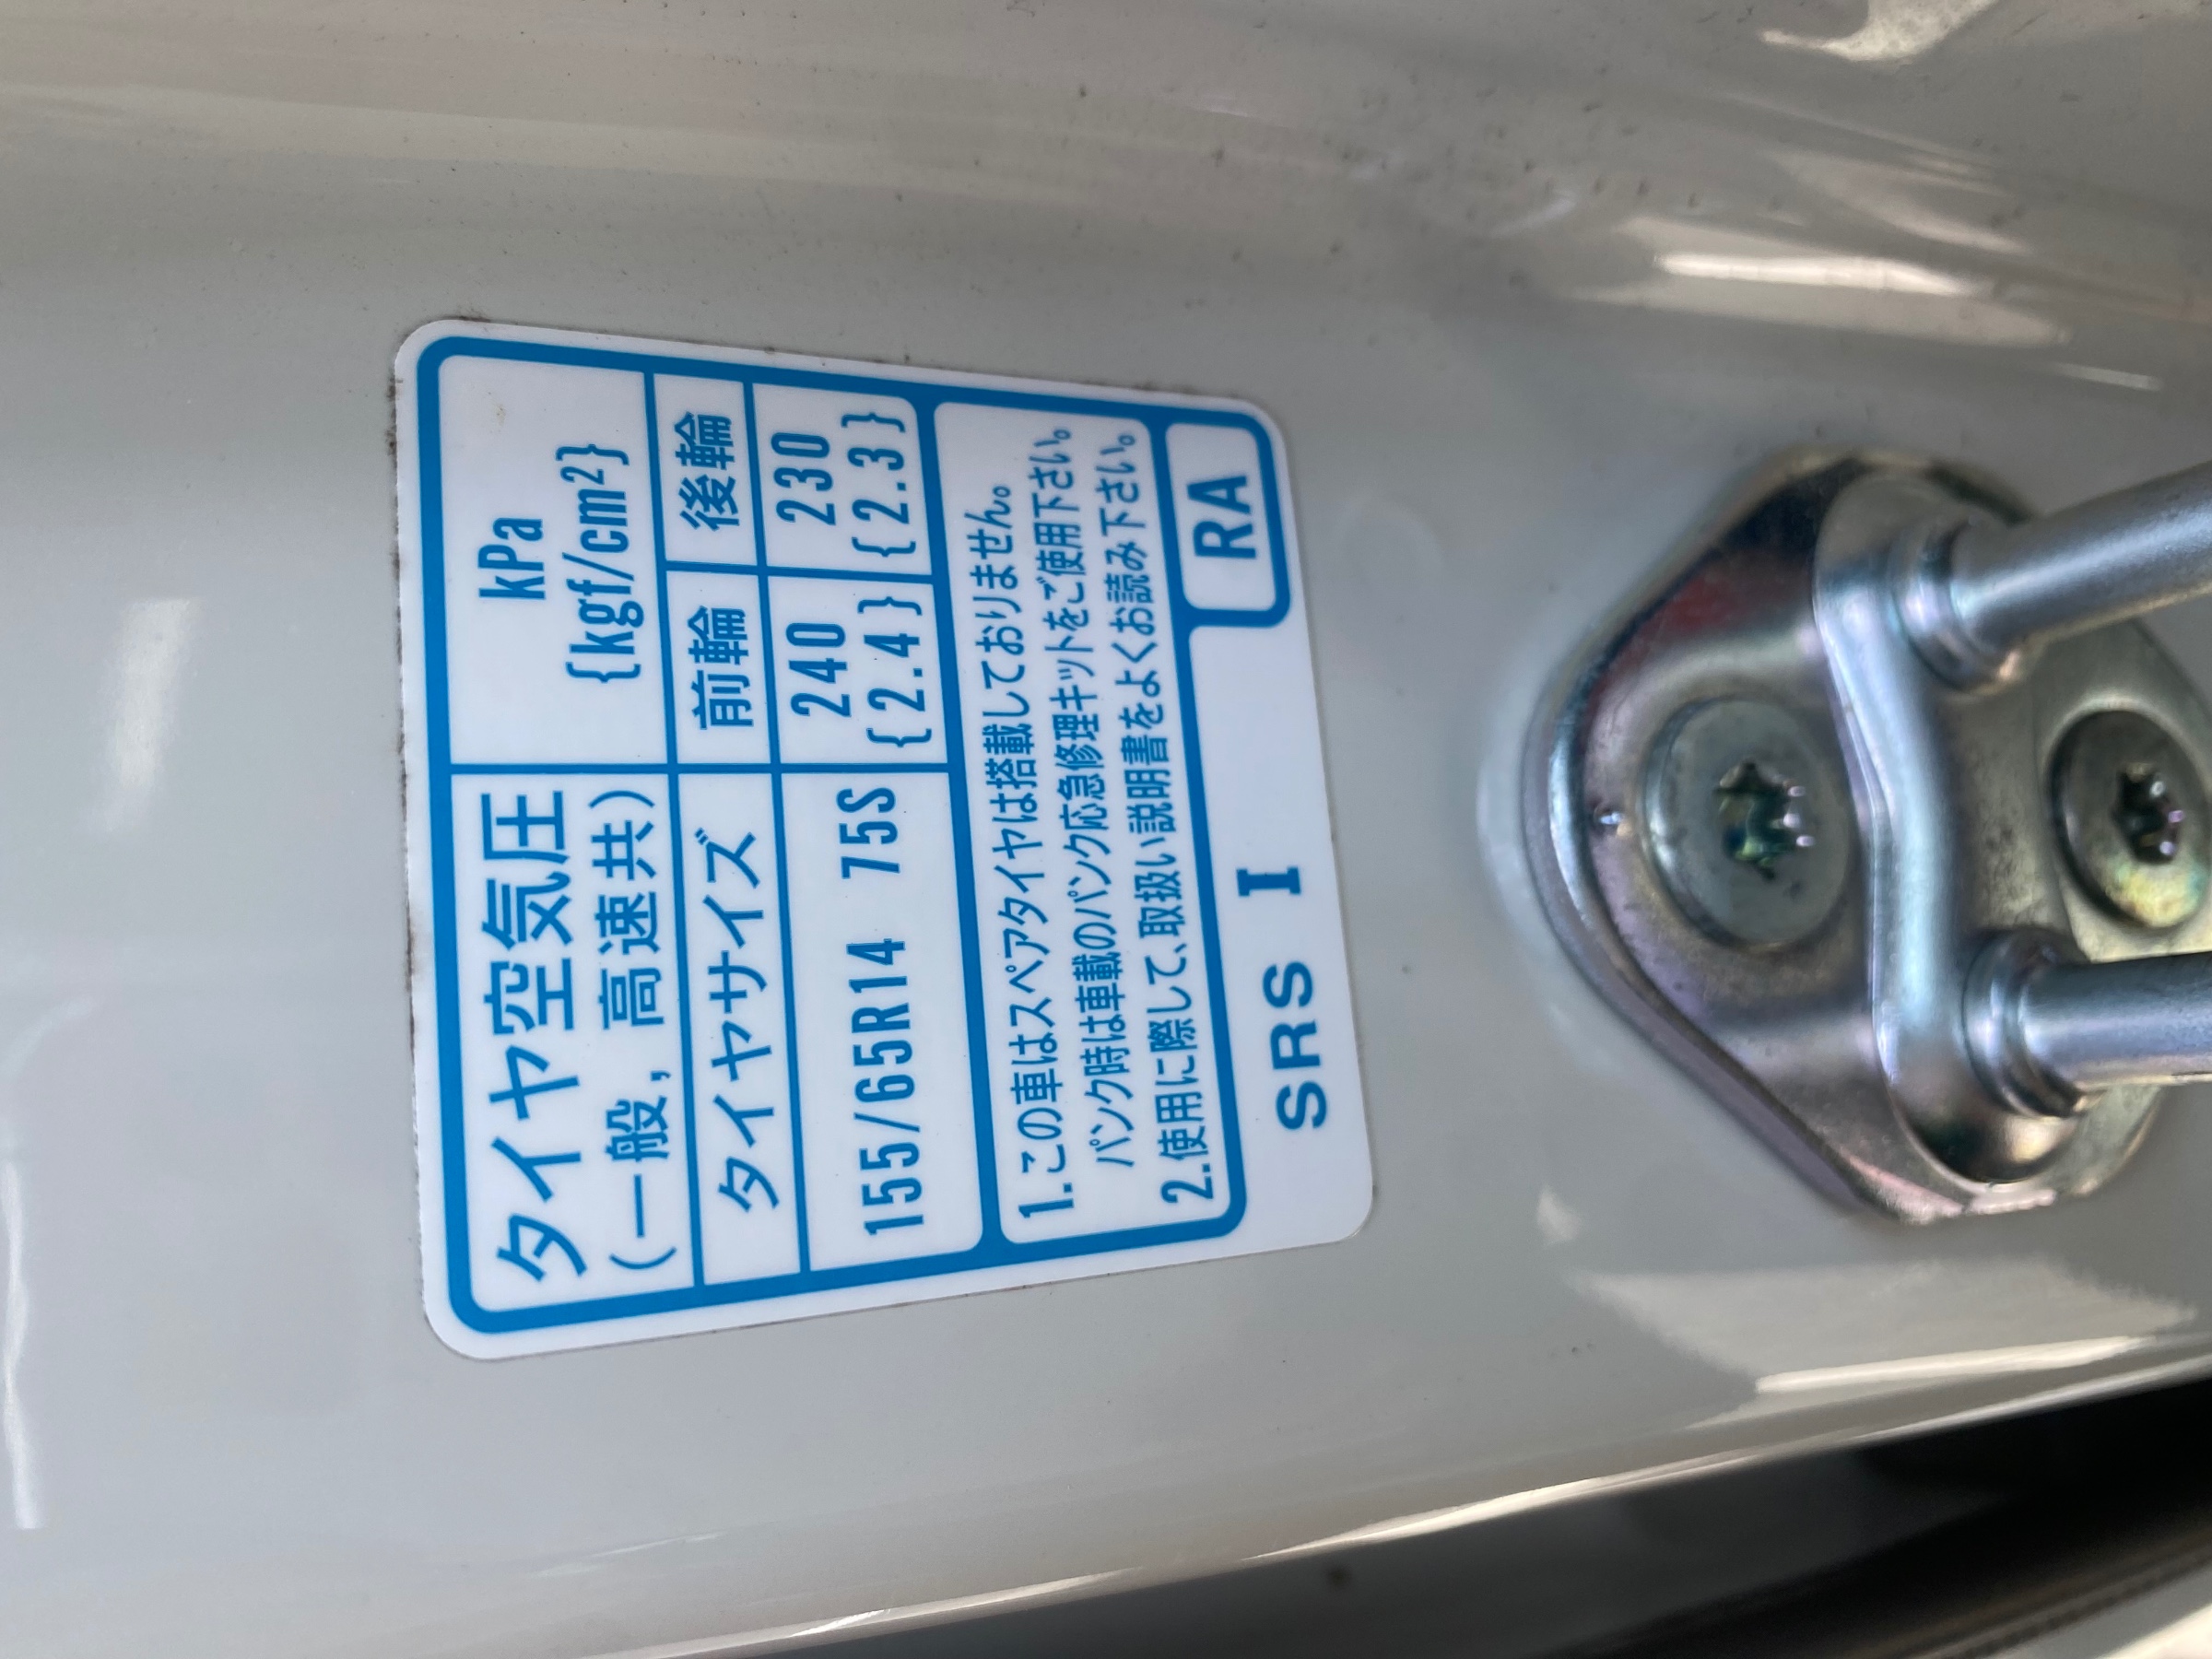 タイヤ空気圧 kPa
(一般, 高速共) {kgf/cm²}
タイヤサイズ 前輪 後輪
155/65R14 75S 240 230
{2.4} {2.3}
1.この車はスペアタイヤは搭載しておりません。
パンク時は車載のパンク応急修理キットをご使用下さい。
2.使用に際して、取扱い説明書をよくお読み下さい。
RA
SRS I